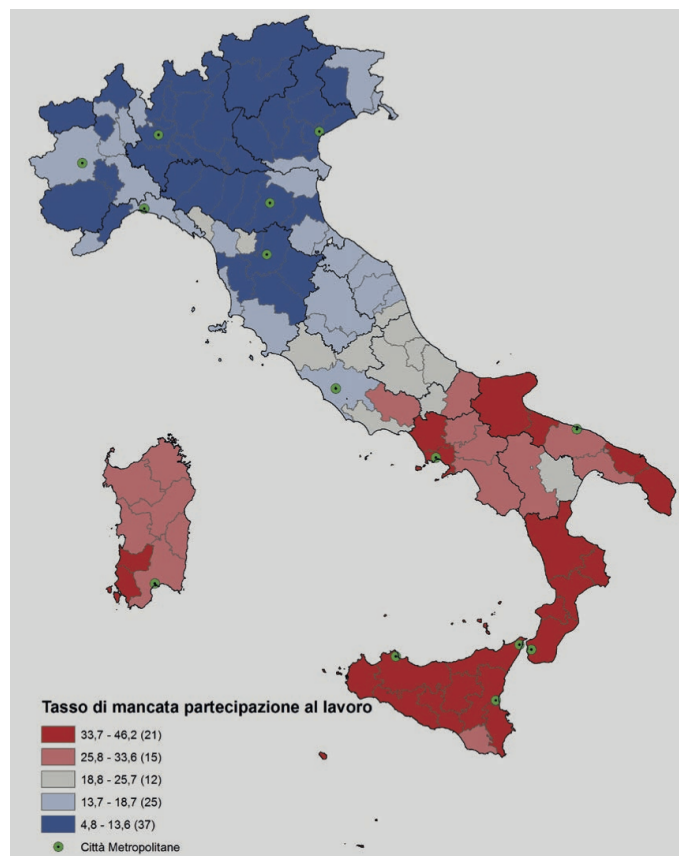 Tasso di mancata partecipazione al lavoro
33,7 - 46,2 (21)
25,8 - 33,6 (15)
18,8 - 25,7 (12)
13,7 - 18,7 (25)
4,8 - 13,6 (37)
Città Metropolitane